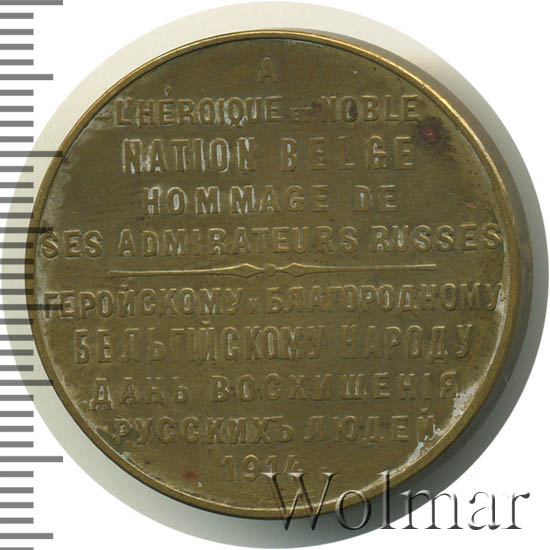 A
L'HÉROIQUE ET NOBLE
NATION BELGE
HOMMAGE DE
SES ADMIRATEURS RUSSES
ГЕРОЙСКОМУ и БЛАГОРОДНОМУ
БЕЛЬГІЙСКОМУ НАРОДУ
ДАНЬ ВОСХИЩЕНІЯ
РУССКИХЪ ЛЮДЕЙ
1914
Wolmar